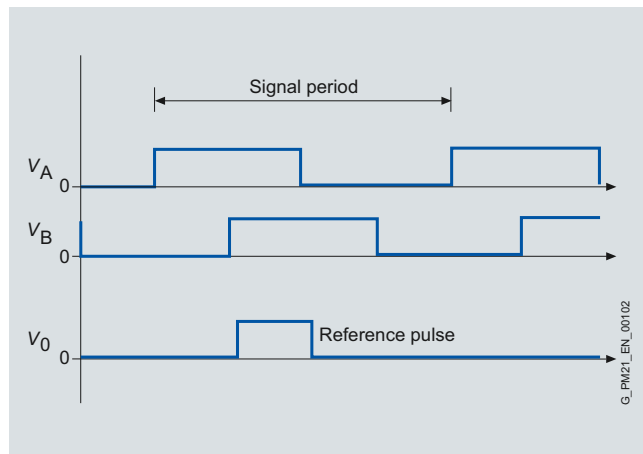 Signal period
VA 0
VB 0
V0 0
Reference pulse
G_PM21_EN_00102